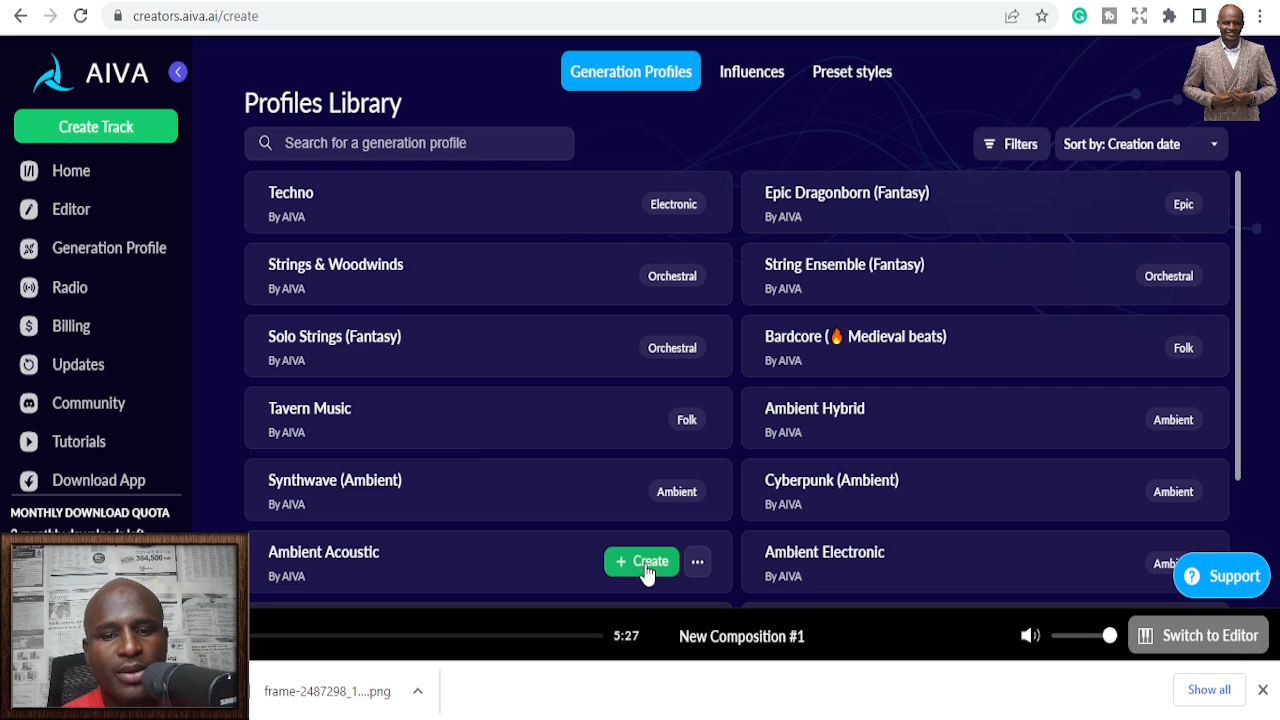 creators.aiva.ai/create
AIVA
Generation Profiles
Influences
Preset styles
Create Track
Home
Editor
Generation Profile
Radio
Billing
Updates
Community
Tutorials
Download App
MONTHLY DOWNLOAD QUOTA
Profiles Library
Search for a generation profile
Filters
Sort by: Creation date
Techno
By AIVA
Electronic
Epic Dragonborn (Fantasy)
By AIVA
Epic
Strings & Woodwinds
By AIVA
Orchestral
String Ensemble (Fantasy)
By AIVA
Orchestral
Solo Strings (Fantasy)
By AIVA
Orchestral
Bardcore (🔥 Medieval beats)
By AIVA
Folk
Tavern Music
By AIVA
Folk
Ambient Hybrid
By AIVA
Ambient
Synthwave (Ambient)
By AIVA
Ambient
Cyberpunk (Ambient)
By AIVA
Ambient
Ambient Acoustic
By AIVA
+ Create
Ambient Electronic
By AIVA
Support
5:27
New Composition #1
Switch to Editor
frame-2487298_1....png
Show all